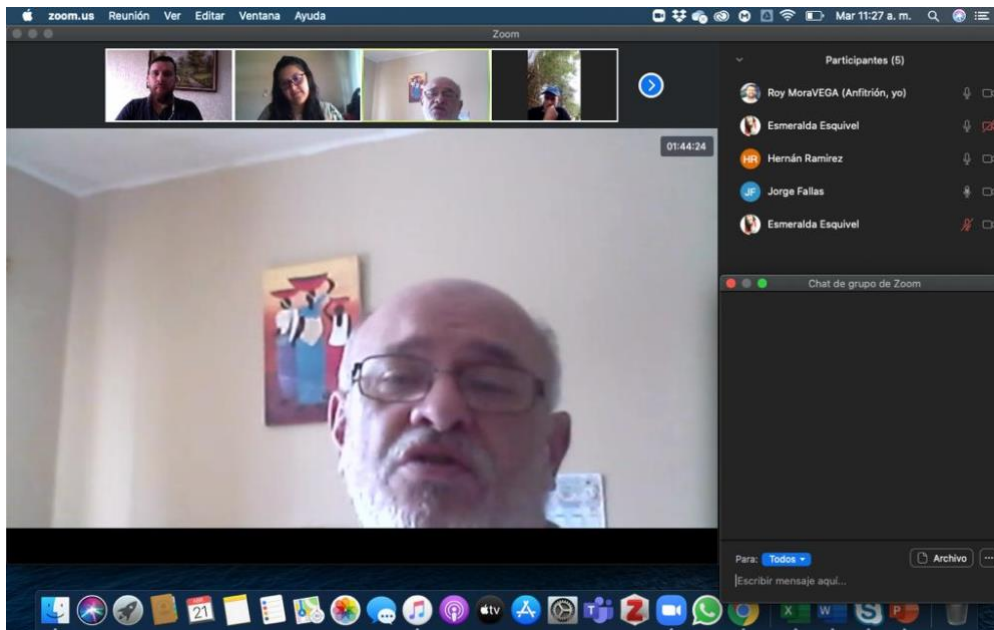 zoom.us Reunión Ver Editar Ventana Ayuda Mar 11:27 a. m.
Zoom
01:44:24
Participantes (5)
Roy MoraVEGA (Anfitrión, yo)
Esmeralda Esquivel
HR Hernán Ramirez
JF Jorge Fallas
Esmeralda Esquivel
Chat de grupo de Zoom
Para: Todos
Archivo
Escribir mensaje aquí...
21
tv
X W S P